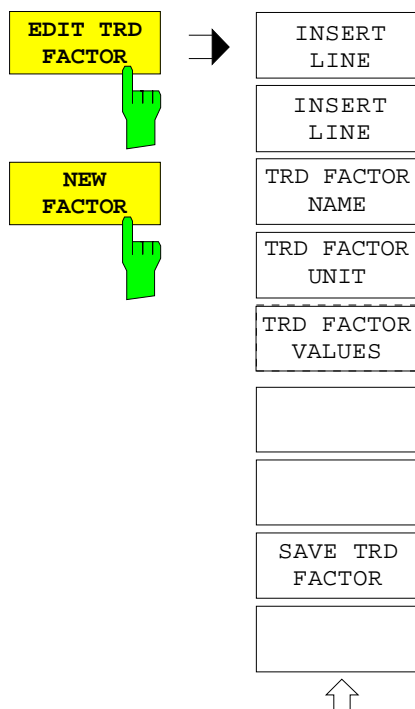 EDIT TRD
FACTOR
NEW
FACTOR
INSERT
LINE
INSERT
LINE
TRD FACTOR
NAME
TRD FACTOR
UNIT
TRD FACTOR
VALUES
SAVE TRD
FACTOR